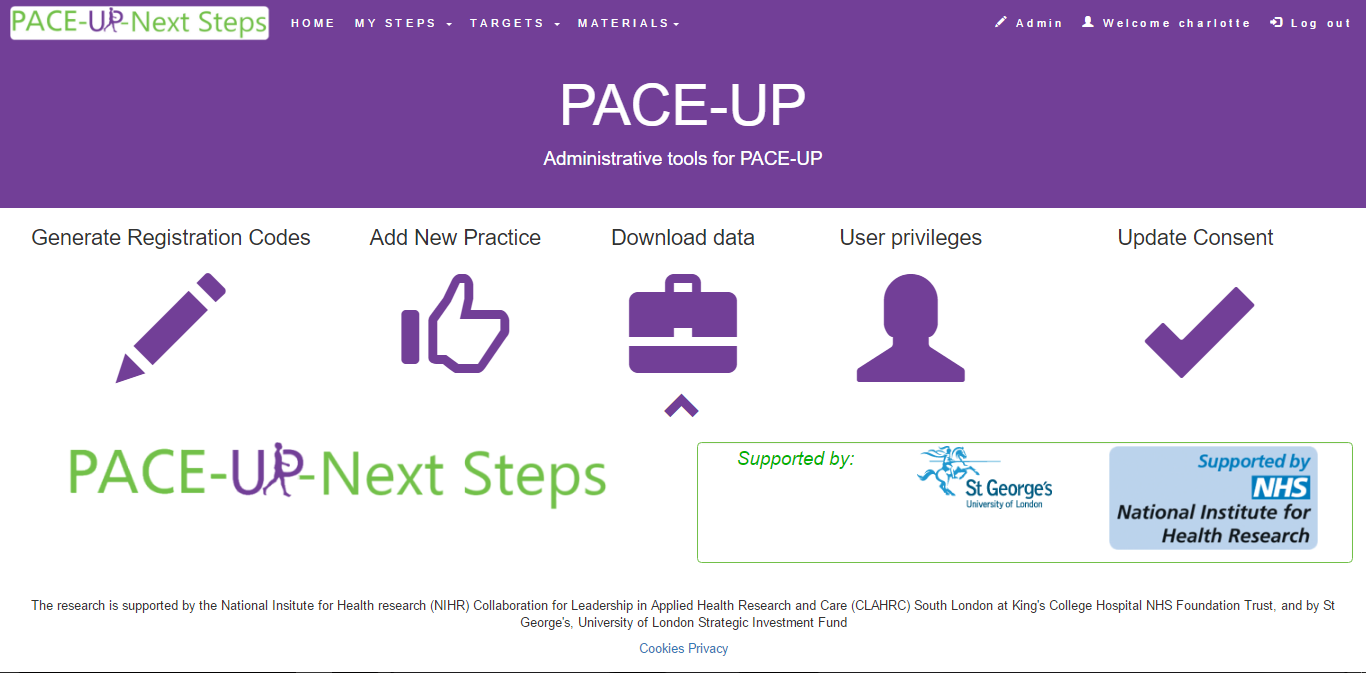 PACE-UP-Next Steps HOME MY STEPS TARGETS MATERIALS Admin Welcome charlotte Log out
PACE-UP
Administrative tools for PACE-UP
Generate Registration Codes Add New Practice Download data User privileges Update Consent
PACE-UP-Next Steps
Supported by:
St George's
University of London
Supported by
NHS
National Institute for
Health Research
The research is supported by the National Insitute for Health research (NIHR) Collaboration for Leadership in Applied Health Research and Care (CLAHRC) South London at King's College Hospital NHS Foundation Trust, and by St
George's, University of London Strategic Investment Fund
Cookies Privacy